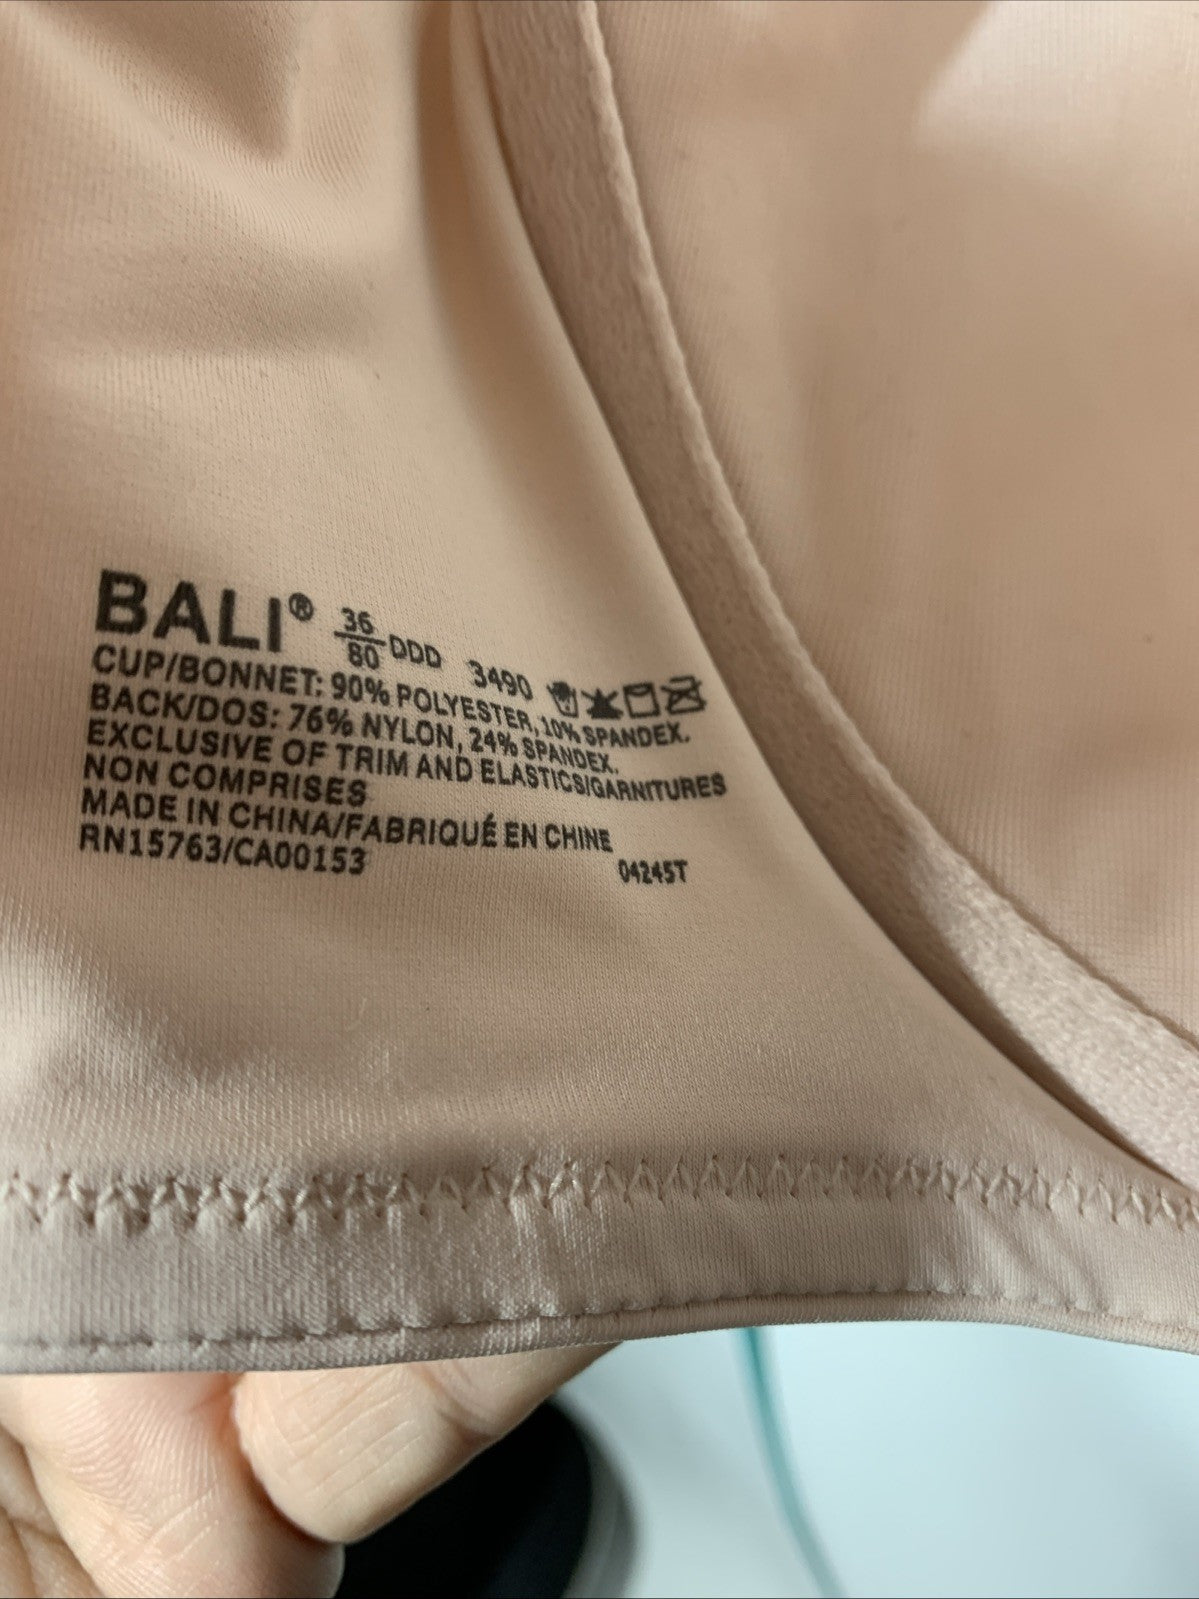 BALI® 36/80 DDD 3490
CUP/BONNET: 90% POLYESTER, 10% SPANDEX.
BACK/DOS: 76% NYLON, 24% SPANDEX.
EXCLUSIVE OF TRIM AND ELASTICS/GARNITURES
NON COMPRISES
MADE IN CHINA/FABRIQUÉ EN CHINE
RN15763/CA00153 04245T